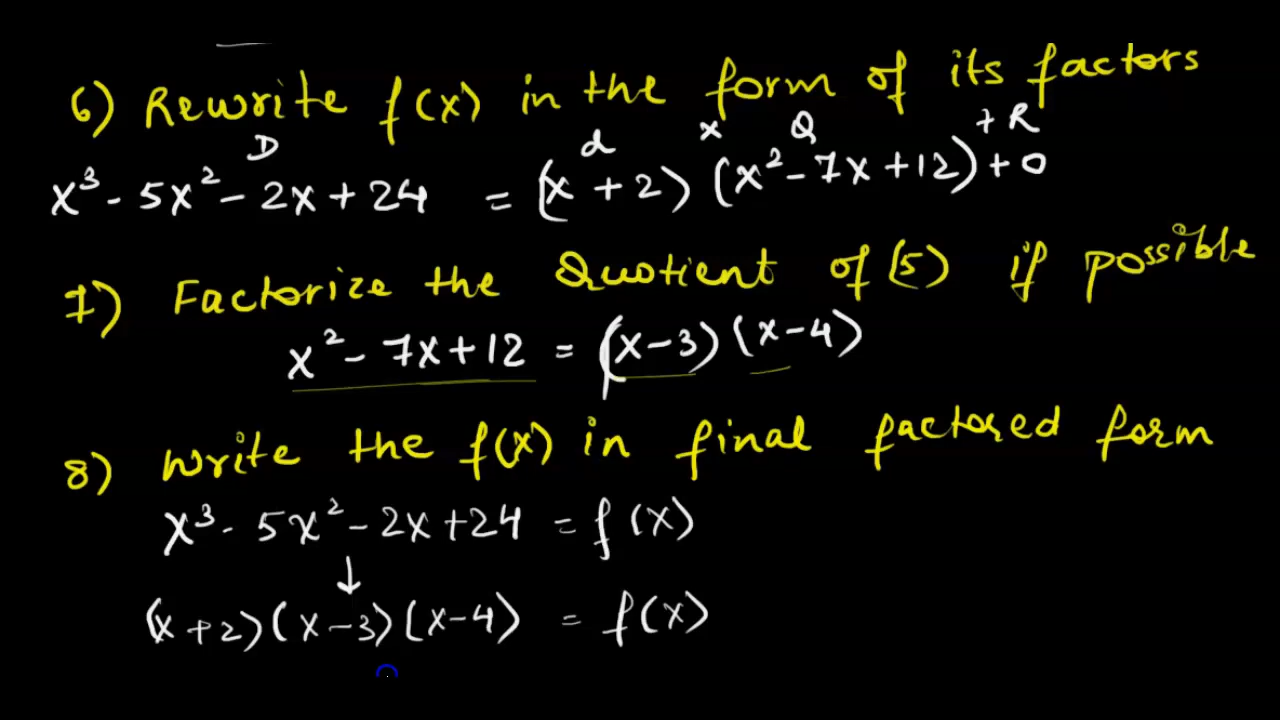 6) Rewrite f(x) in the form of its factors
D d x Q + R
x³ - 5x² - 2x + 24 = (x + 2) (x² - 7x + 12) + 0
7) Factorize the Quotient of (5) if possible
x² - 7x + 12 = (x - 3) (x - 4)
8) Write the f(x) in final factored form
x³ - 5x² - 2x + 24 = f(x)
↓
(x + 2) (x - 3) (x - 4) = f(x)